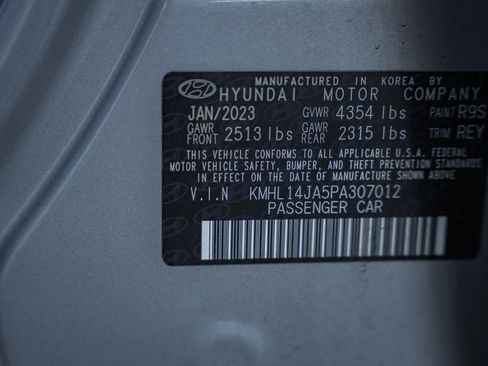 MANUFACTURED IN KOREA BY
HYUNDAI MOTOR COMPANY
JAN/2023 GVWR 4354 lbs PAINT R9S
GAWR FRONT 2513 lbs GAWR REAR 2315 lbs TRIM REY
THIS VEHICLE CONFORMS TO ALL APPLICABLE U.S.A. FEDERAL
MOTOR VEHICLE SAFETY, BUMPER, AND THEFT PREVENTION STANDARDS
IN EFFECT ON THE DATE OF MANUFACTURE SHOWN ABOVE
V.I.N KMHL14JA5PA307012
PASSENGER CAR